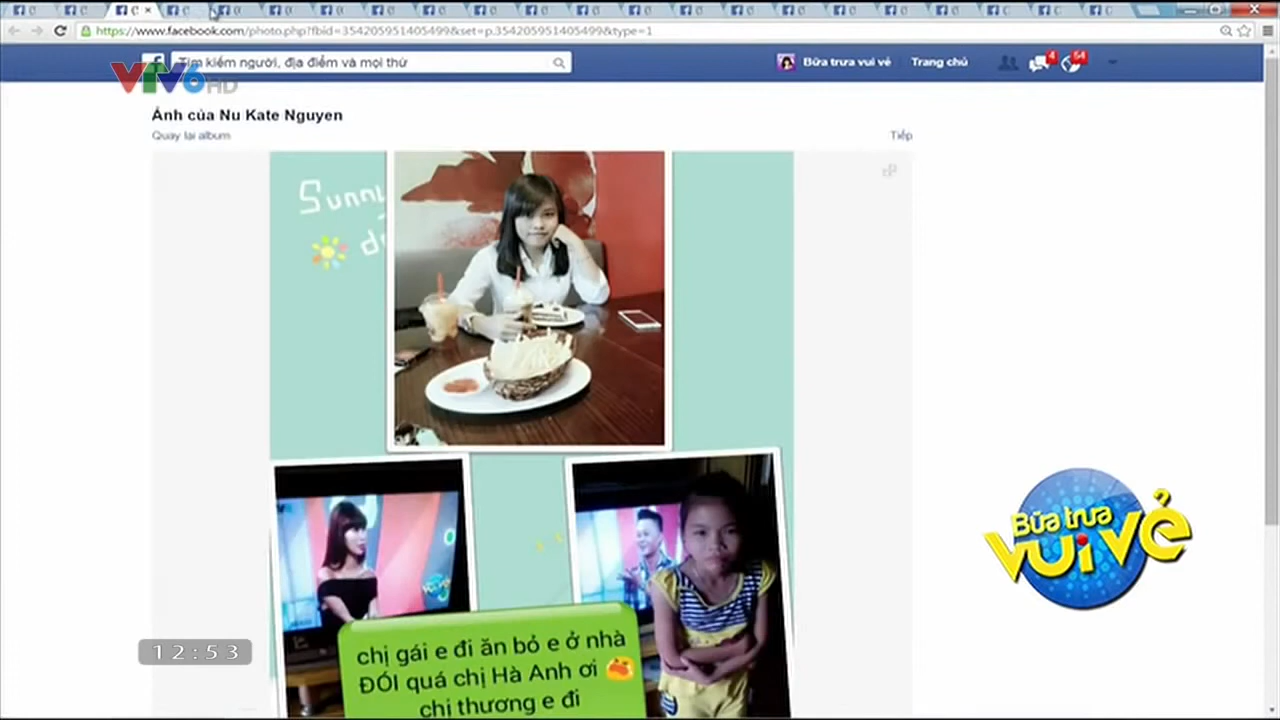 https://www.facebook.com/photo.php?fbid=354205951405499&set=p.354205951405499&type=1
Tìm kiếm người, địa điểm và mọi thứ
Bữa trưa vui vẻ
Trang chủ
4
54
VTV6HD
Ảnh của Nu Kate Nguyen
Quay lại album
Tiếp
Bữa trưa
vui vẻ
12:53
chị gái e đi ăn bỏ e ở nhà
ĐÓI quá chị Hà Anh ơi
chị thương e đi